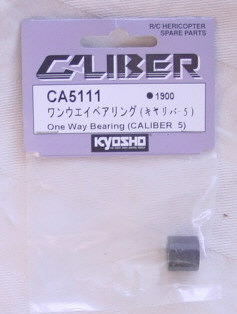 R/C HERICOPTER
SPARE PARTS
CALIBER
CA5111 ●1900
ワンウエイベアリング(キャリバ-5)
One Way Bearing (CALIBER 5)
KYOSHO